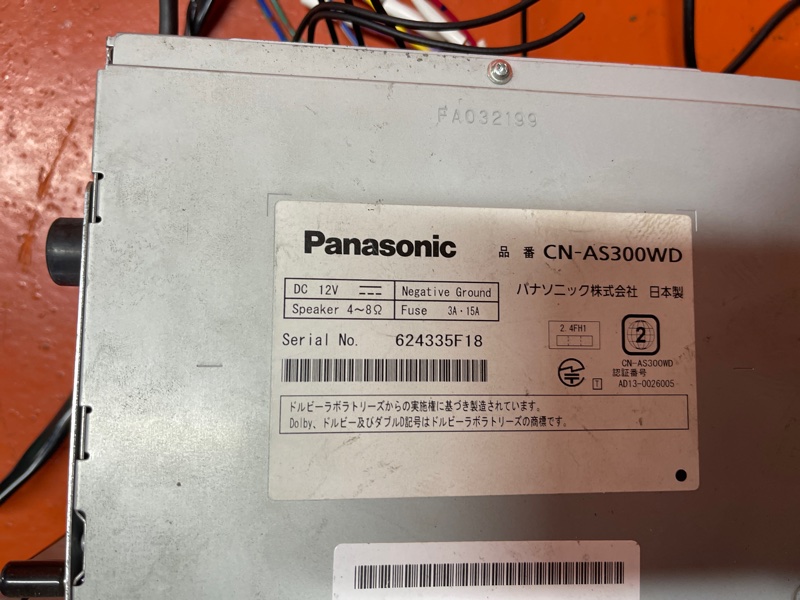 PA032199
Panasonic 品番 CN-AS300WD
DC 12V Negative Ground
Speaker 4～8Ω Fuse 3A・15A
パナソニック株式会社 日本製
Serial No. 624335F18
2.4FH1
2
CN-AS300WD
認証番号
T AD13-0026005
ドルビーラボラトリーズからの実施権に基づき製造されています。
Dolby、ドルビー及びダブルD記号はドルビーラボラトリーズの商標です。